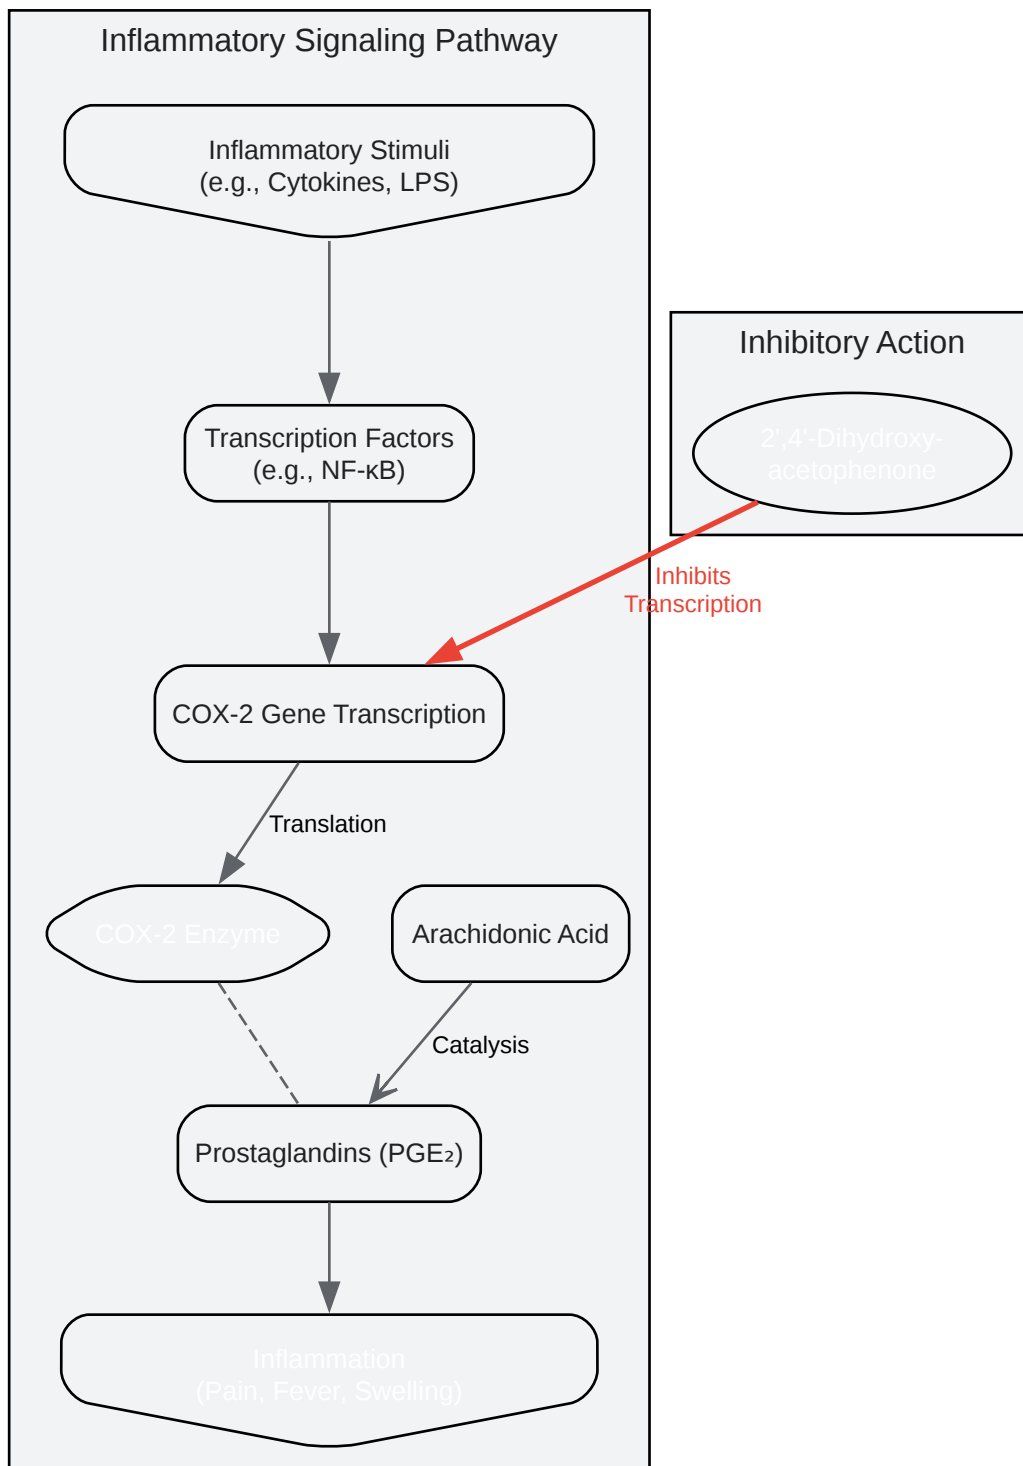 Inflammatory Signaling Pathway
Inflammatory Stimuli
(e.g., Cytokines, LPS)
Inhibitory Action
2',4'-Dihydroxy-
acetophenone
Transcription Factors
(e.g., NF-κB)
Inhibits
Transcription
COX-2 Gene Transcription
Translation
COX-2 Enzyme
Arachidonic Acid
Catalysis
Prostaglandins (PGE₂)
Inflammation
(Pain, Fever, Swelling)